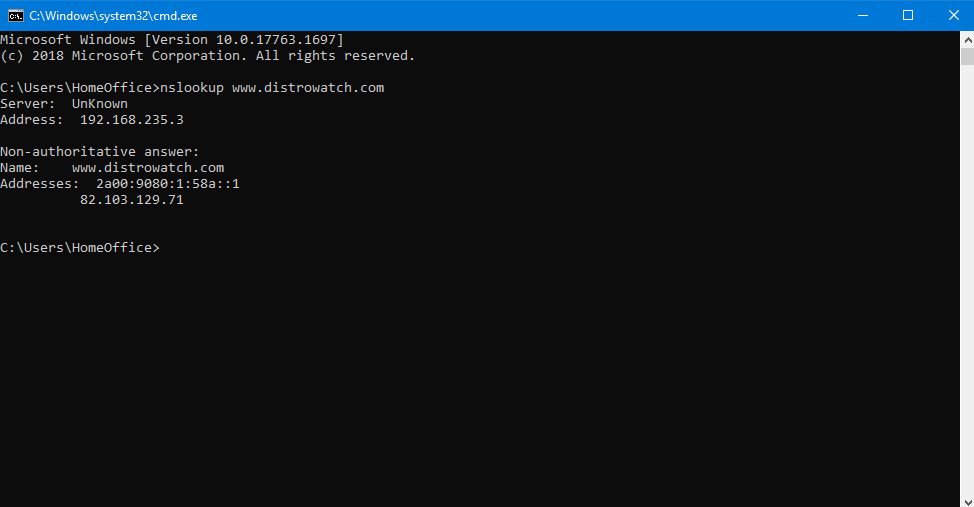 C:\Windows\system32\cmd.exe
Microsoft Windows [Version 10.0.17763.1697]
(c) 2018 Microsoft Corporation. All rights reserved.
C:\Users\HomeOffice>nslookup www.distrowatch.com
Server:  UnKnown
Address:  192.168.235.3
Non-authoritative answer:
Name:    www.distrowatch.com
Addresses:  2a00:9080:1:58a::1
82.103.129.71
C:\Users\HomeOffice>